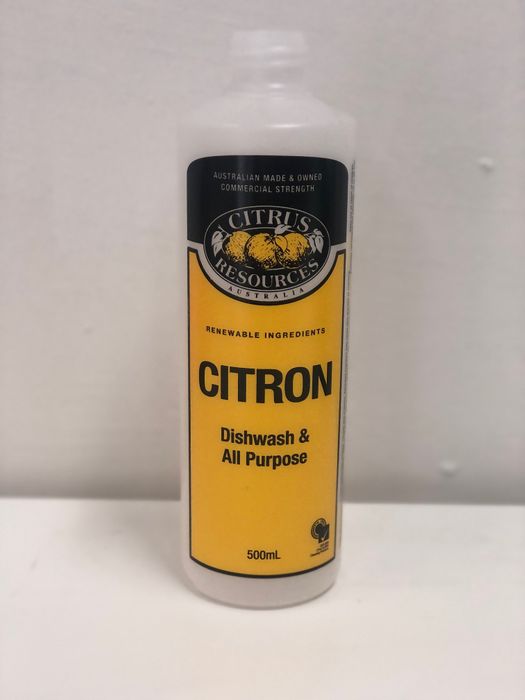 AUSTRALIAN MADE & OWNED
COMMERCIAL STRENGTH
CITRUS
RESOURCES
AUSTRALIA
RENEWABLE INGREDIENTS
CITRON
Dishwash &
All Purpose
500mL